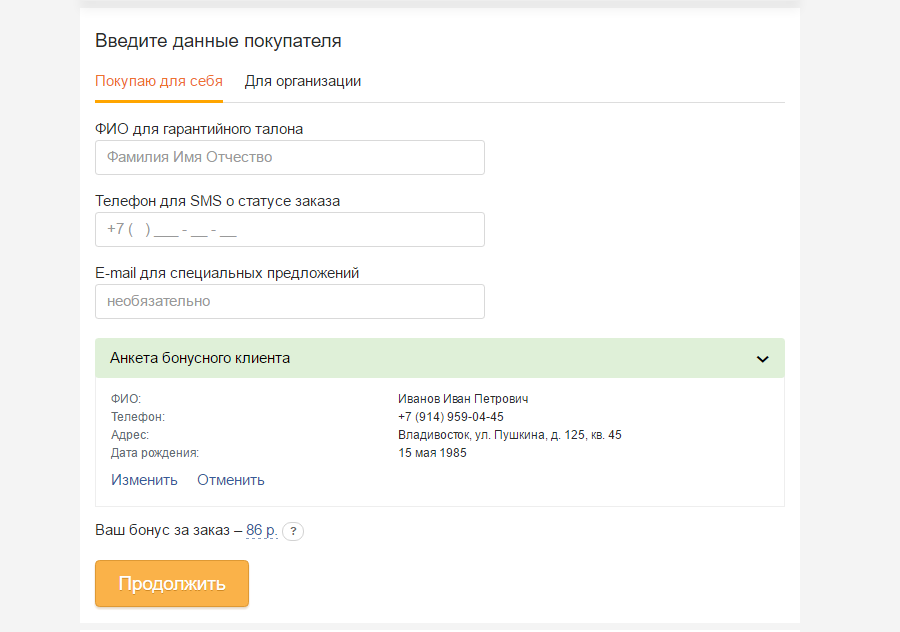 Введите данные покупателя
Покупаю для себя Для организации
ФИО для гарантийного талона
Фамилия Имя Отчество
Телефон для SMS о статусе заказа
+7 ( ) ___ - __ - __
E-mail для специальных предложений
необязательно
Анкета бонусного клиента
ФИО: Иванов Иван Петрович
Телефон: +7 (914) 959-04-45
Адрес: Владивосток, ул. Пушкина, д. 125, кв. 45
Дата рождения: 15 мая 1985
Изменить Отменить
Ваш бонус за заказ – 86 р. ?
Продолжить